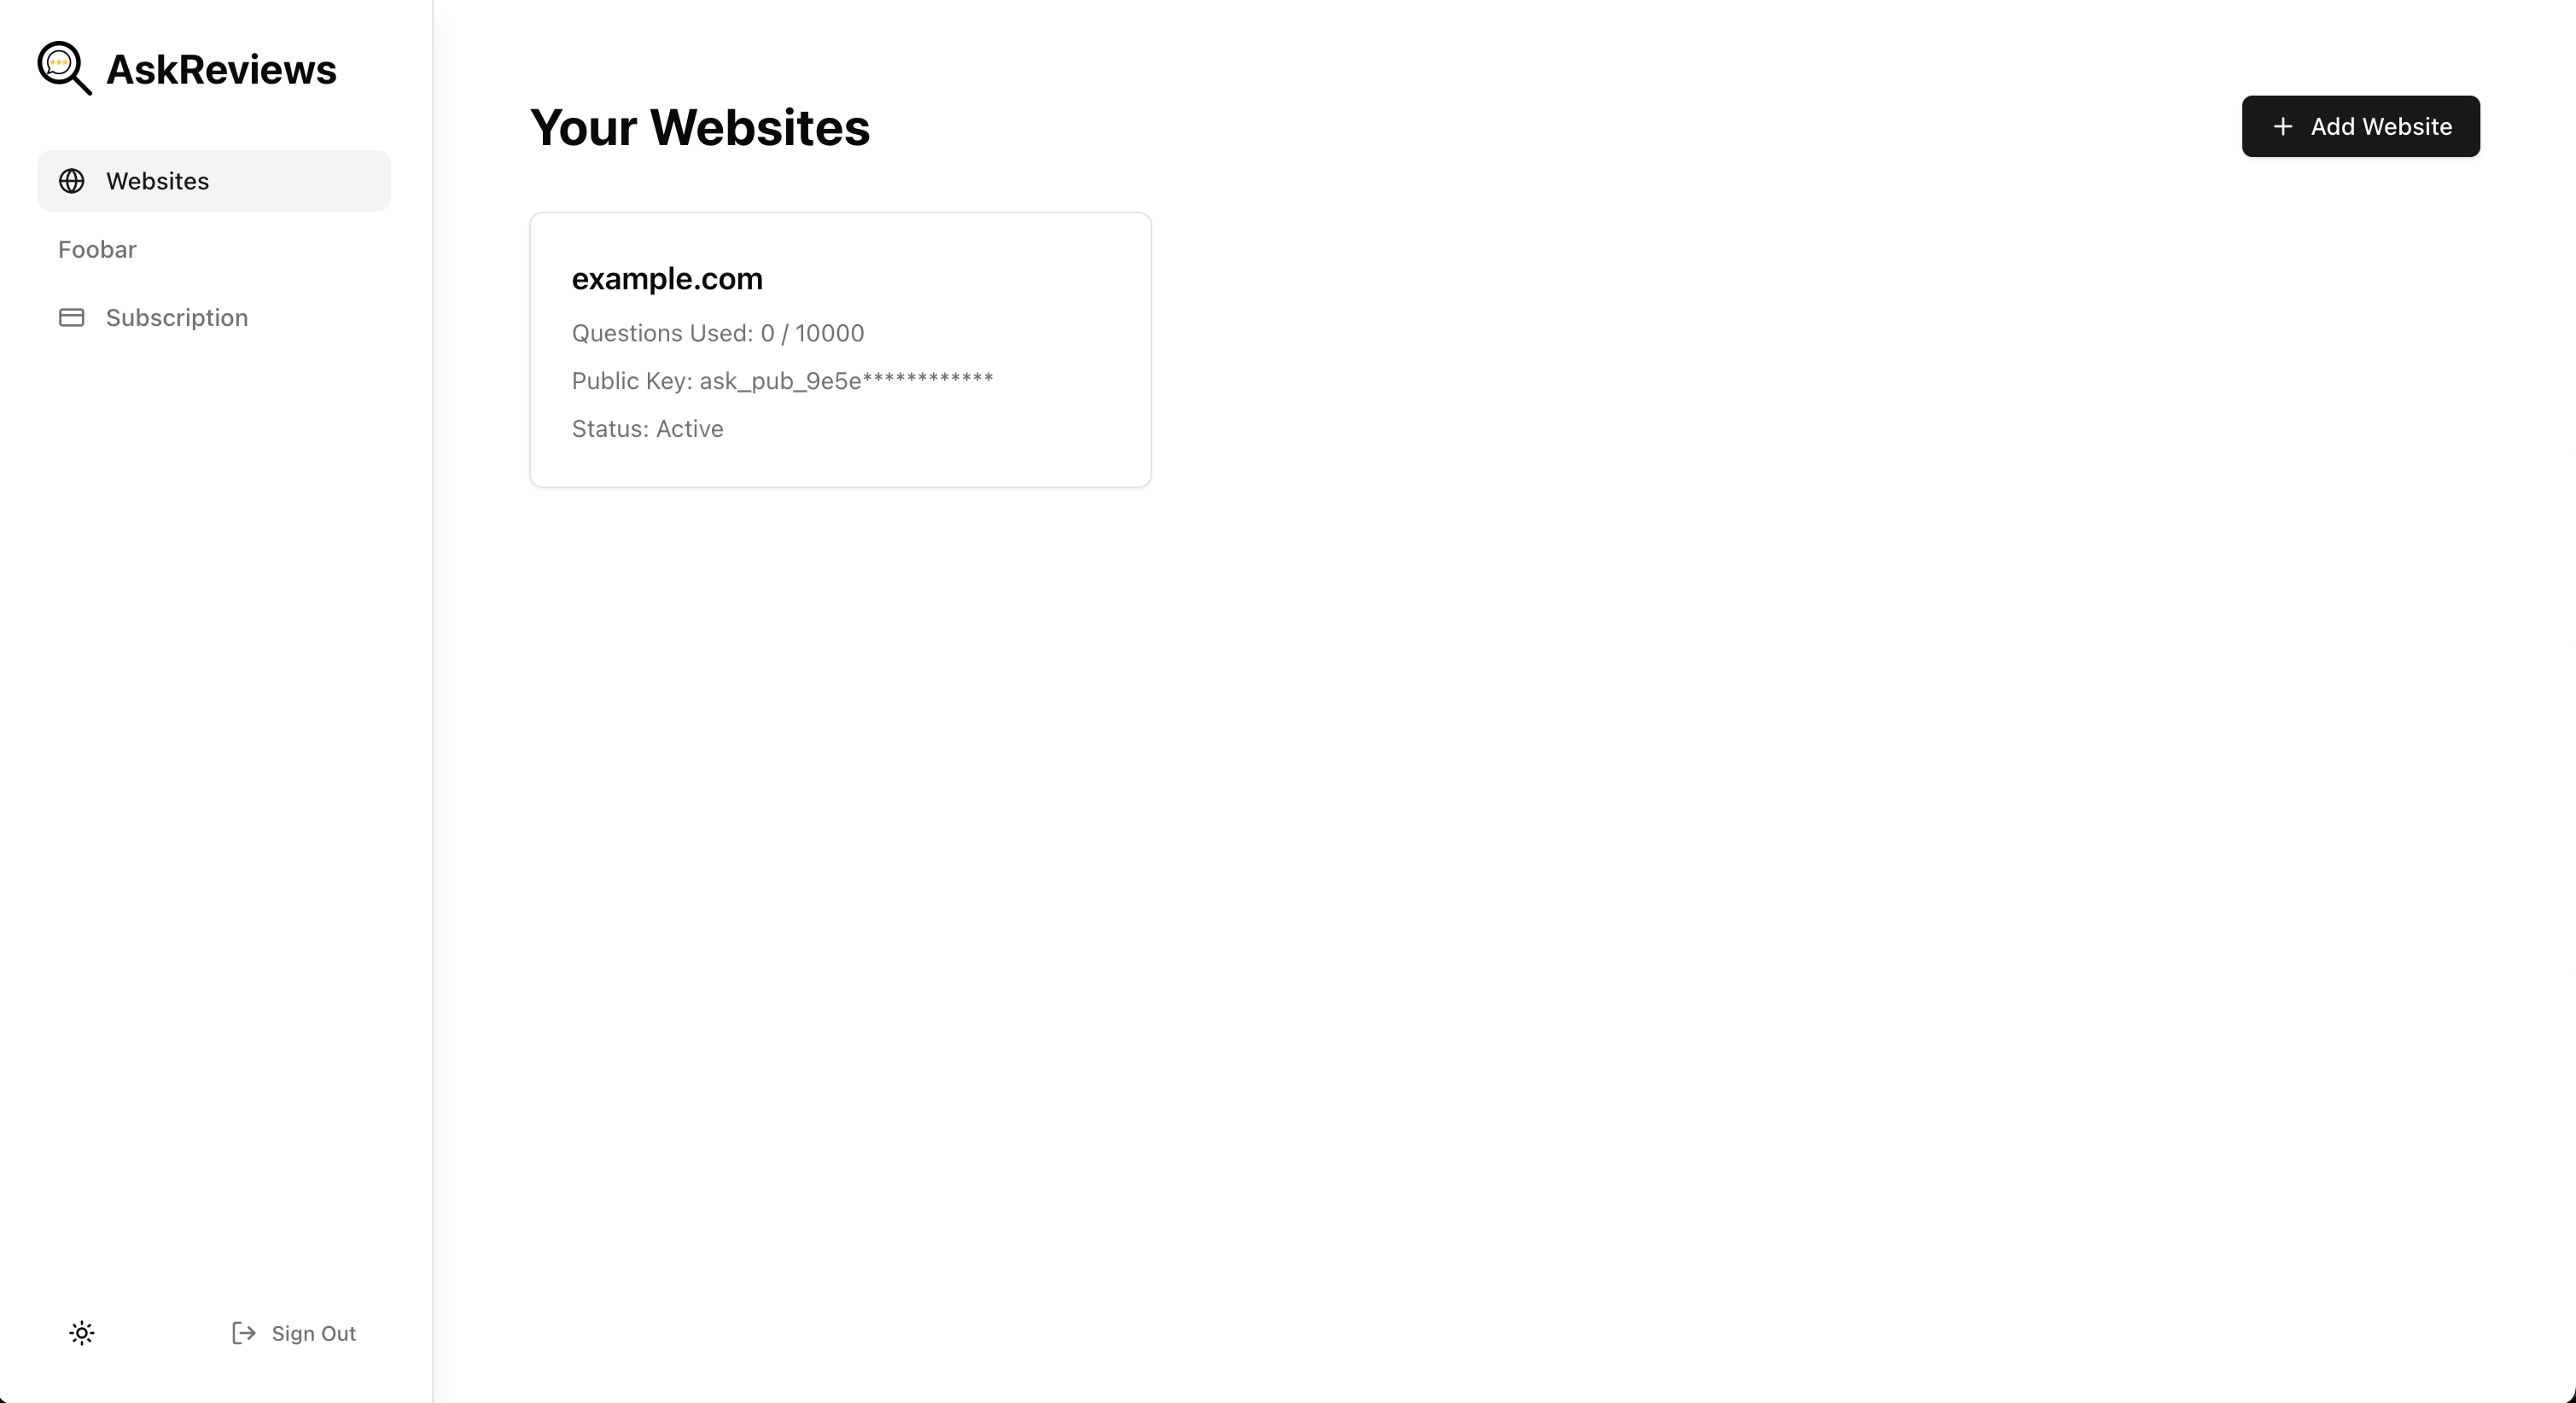 AskReviews
Websites
Foobar
Subscription
Sign Out
Your Websites
Add Website
example.com
Questions Used: 0 / 10000
Public Key: ask_pub_9e5e************
Status: Active